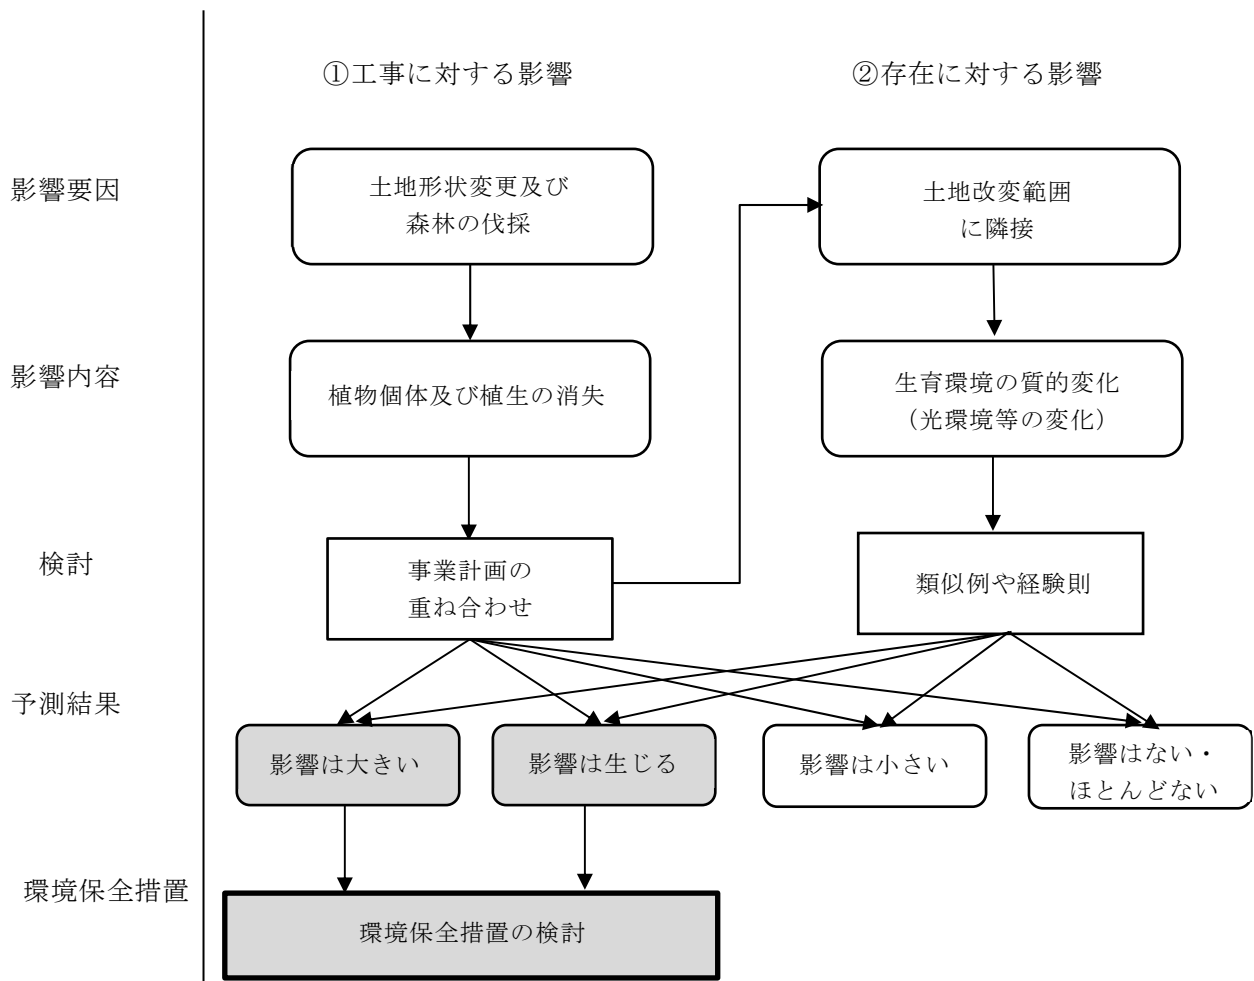 ①工事に対する影響
②存在に対する影響
影響要因
土地形状変更及び
森林の伐採
土地改変範囲
に隣接
影響内容
植物個体及び植生の消失
生育環境の質的変化
（光環境等の変化）
検討
事業計画の
重ね合わせ
類似例や経験則
予測結果
影響は大きい
影響は生じる
影響は小さい
影響はない・
ほとんどない
環境保全措置
環境保全措置の検討